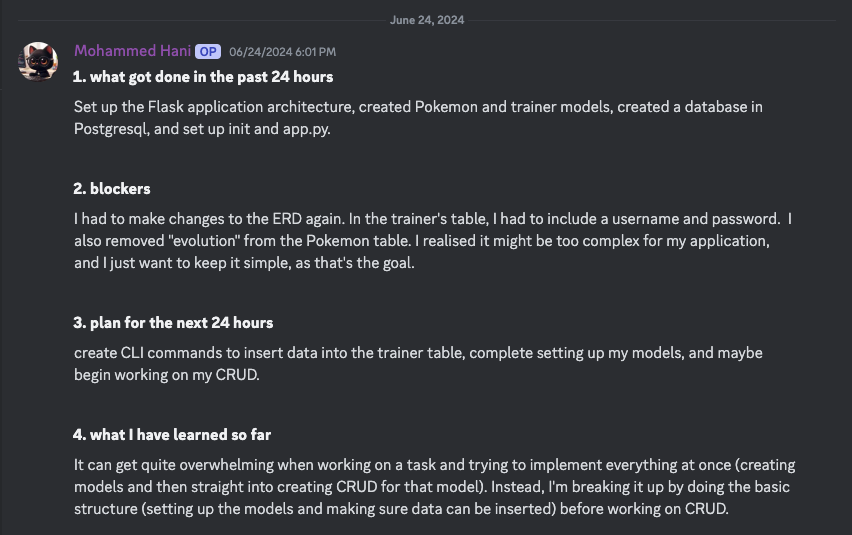 June 24, 2024
Mohammed Hani OP 06/24/2024 6:01 PM
1. what got done in the past 24 hours
Set up the Flask application architecture, created Pokemon and trainer models, created a database in
Postgresql, and set up init and app.py.
2. blockers
I had to make changes to the ERD again. In the trainer's table, I had to include a username and password. I
also removed "evolution" from the Pokemon table. I realised it might be too complex for my application,
and I just want to keep it simple, as that's the goal.
3. plan for the next 24 hours
create CLI commands to insert data into the trainer table, complete setting up my models, and maybe
begin working on my CRUD.
4. what I have learned so far
It can get quite overwhelming when working on a task and trying to implement everything at once (creating
models and then straight into creating CRUD for that model). Instead, I'm breaking it up by doing the basic
structure (setting up the models and making sure data can be inserted) before working on CRUD.